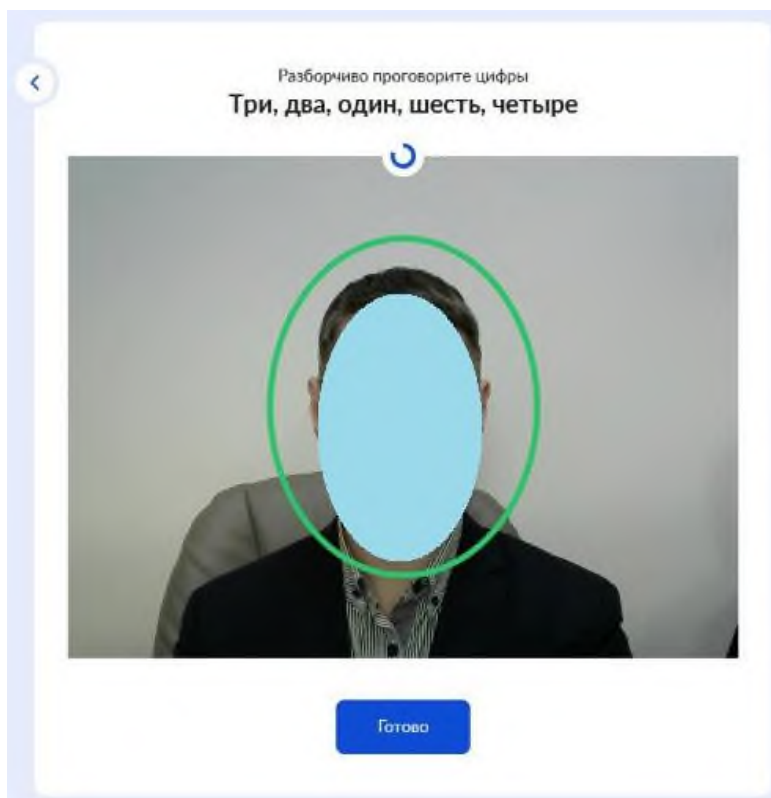 Разборчиво проговорите цифры
Три, два, один, шесть, четыре
Готово